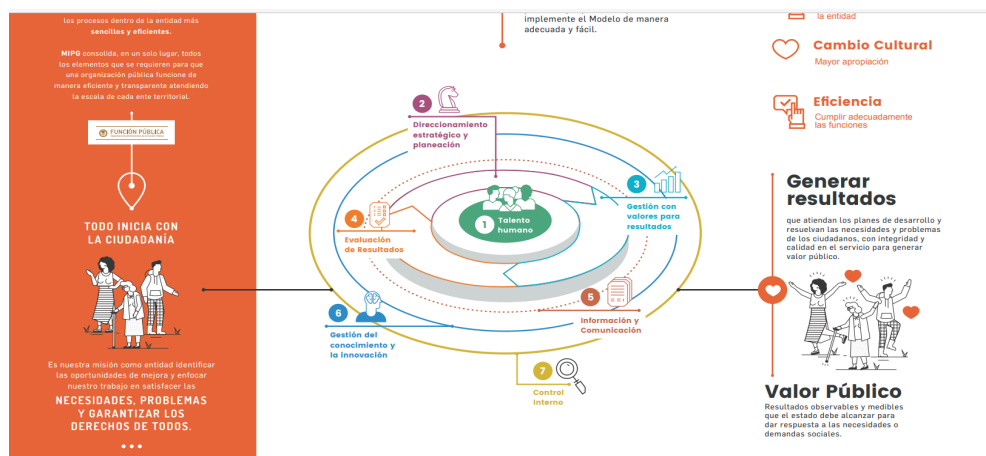 los procesos dentro de la entidad más
sencillos y eficientes.
MIPG consolida, en un solo lugar, todos
los elementos que se requieren para que
una organización pública funcione de
manera eficiente y transparente atendiendo
la escala de cada ente territorial.
FUNCIÓN PÚBLICA
TODO INICIA CON
LA CIUDADANÍA
Es nuestra misión como entidad identificar
las oportunidades de mejora y enfocar
nuestro trabajo en satisfacer las
NECESIDADES, PROBLEMAS
Y GARANTIZAR LOS
DERECHOS DE TODOS.
implemente el Modelo de manera
adecuada y fácil.
2
Direccionamiento
estratégico y
planeación
3
Gestión con
valores para
resultados
1
Talento
humano
4
Evaluación
de Resultados
5
Información y
Comunicación
6
Gestión del
conocimiento y
la innovación
7
Control
Interno
la entidad
Cambio Cultural
Mayor apropiación
Eficiencia
Cumplir adecuadamente
las funciones
Generar
resultados
que atiendan los planes de desarrollo y
resuelvan las necesidades y problemas
de los ciudadanos, con integridad y
calidad en el servicio para generar
valor público.
Valor Público
Resultados observables y medibles
que el estado debe alcanzar para
dar respuesta a las necesidades o
demandas sociales.